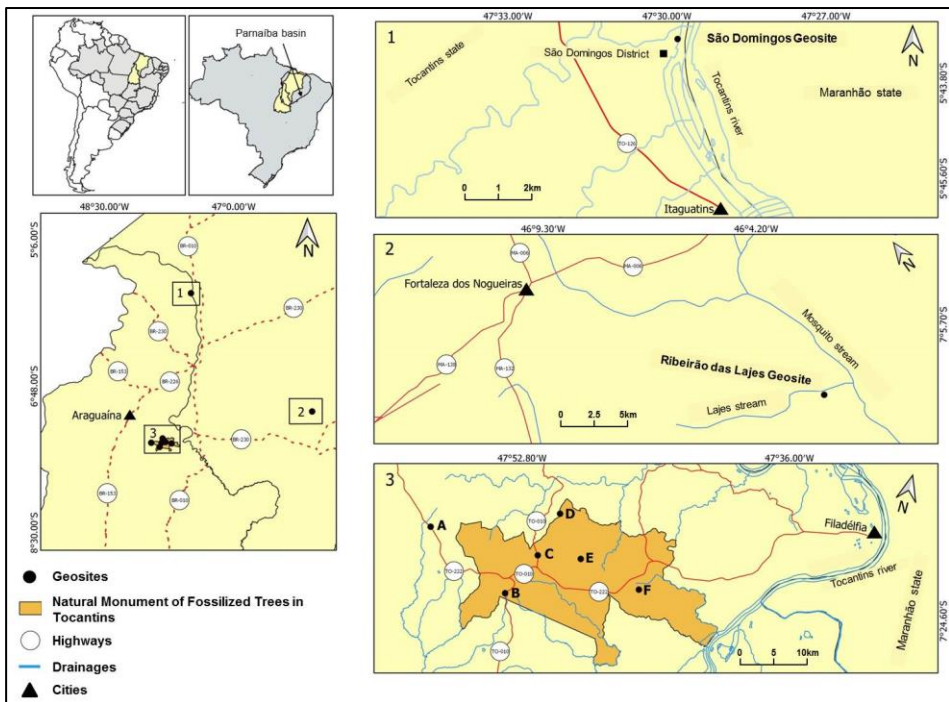 Parnaíba basin
48°30.00'W
47°0.00'W
5°6.00'S
6°48.00'S
8°30.00'S
N
BR-010
1
BR-230
BR-230
BR-153
BR-226
Araguaína
2
3
BR-230
BR-153
BR-010
Geosites
Natural Monument of Fossilized Trees in
Tocantins
Highways
Drainages
Cities
47°33.00'W
47°30.00'W
47°27.00'W
1
São Domingos Geosite
N
São Domingos District
Tocantins state
Tocantins river
Maranhão state
5°43.80'S
5°45.60'S
TO-126
0 1 2km
Itaguatins
46°9.30'W
46°4.20'W
2
MA-006
MA-006
N
Fortaleza dos Nogueiras
Mosquito stream
7°5.70'S
Ribeirão das Lajes Geosite
MA-132
Lajes stream
0 2.5 5km
47°52.80'W
47°36.00'W
3
N
A
D
TO-010
Filadélfia
C
E
TO-222
TO-010
Tocantins river
B
TO-222
F
Maranhão state
7°24.60'S
TO-010
0 5 10km